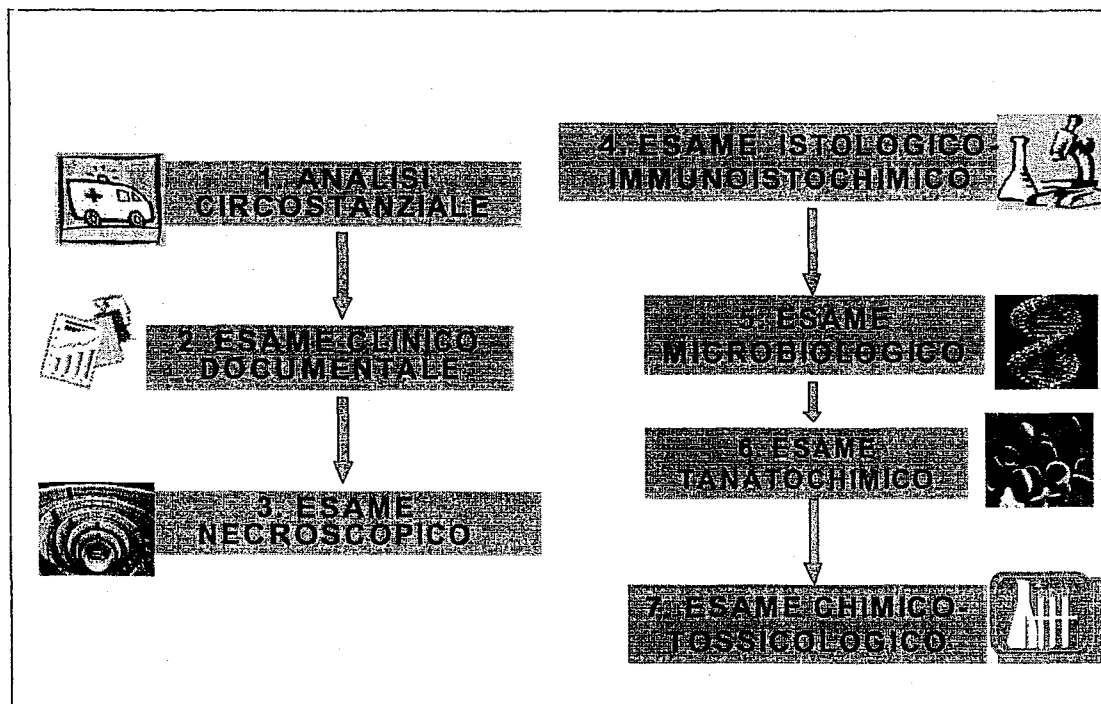 1. ANALISI
CIRCOSTANZIALE
2. ESAME CLINICO
DOCUMENTALE
3. ESAME
NECROSCOPICO
4. ESAME ISTOLOGICO-
IMMUNOISTOCHIMICO
5. ESAME
MICROBIOLOGICO
6. ESAME
TANATOCHIMICO
7. ESAME CHIMICO-
TOSSICOLOGICO